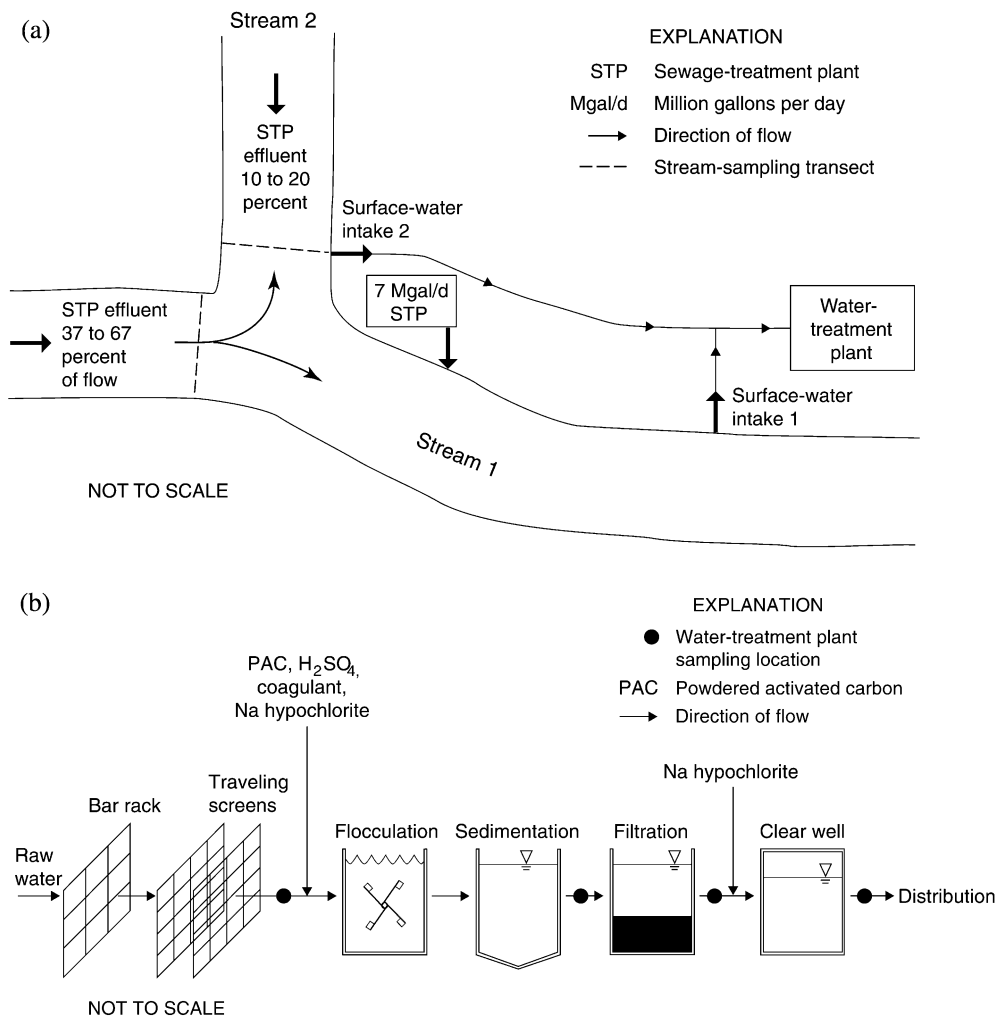 (a)
Stream 2
EXPLANATION
STP Sewage-treatment plant
Mgal/d Million gallons per day
Direction of flow
Stream-sampling transect
STP
effluent
10 to 20
percent
Surface-water
intake 2
7 Mgal/d
STP
STP effluent
37 to 67
percent
of flow
Water-
treatment
plant
Surface-water
intake 1
Stream 1
NOT TO SCALE
(b)
EXPLANATION
Water-treatment plant
sampling location
PAC Powdered activated carbon
Direction of flow
PAC, H2SO4,
coagulant,
Na hypochlorite
Na hypochlorite
Bar rack
Traveling
screens
Flocculation
Sedimentation
Filtration
Clear well
Raw
water
Distribution
NOT TO SCALE